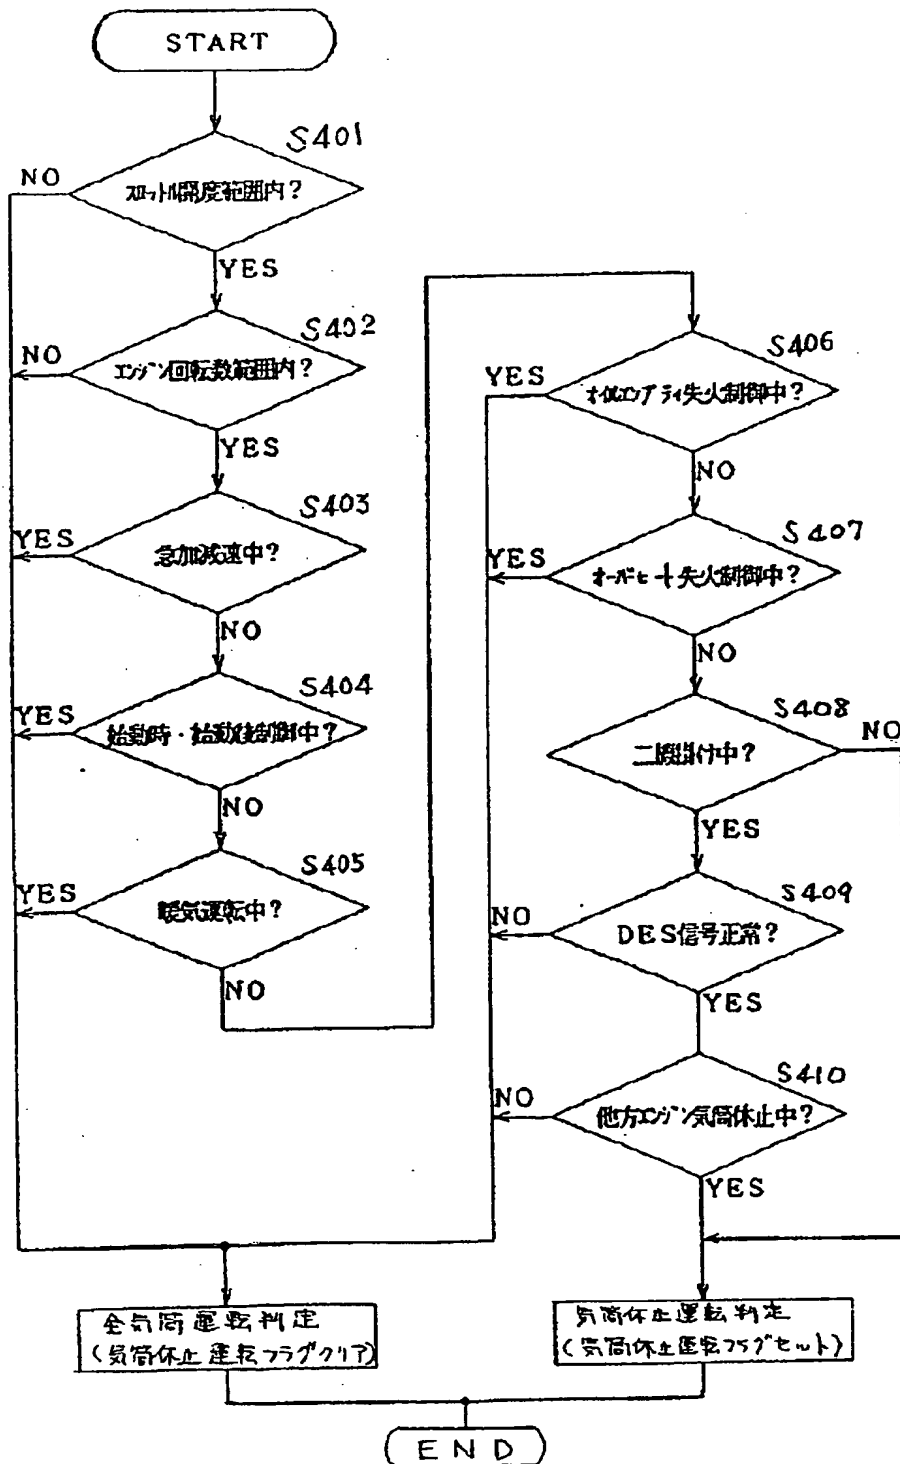 START
S401
スロットル開度範囲内?
NO
YES
S402
エンジン回転数範囲内?
NO
YES
S403
急加減速中?
YES
NO
S404
始動時・始動後制御中?
YES
NO
S405
暖気運転中?
YES
NO
S406
オイルエンプティ失火制御中?
YES
NO
S407
オーバヒート失火制御中?
YES
NO
S408
二機掛け中?
NO
YES
S409
DES信号正常?
NO
YES
S410
他方エンジン気筒休止中?
NO
YES
全気筒運転判定
(気筒休止運転フラグクリア)
気筒休止運転判定
(気筒休止運転フラグセット)
END